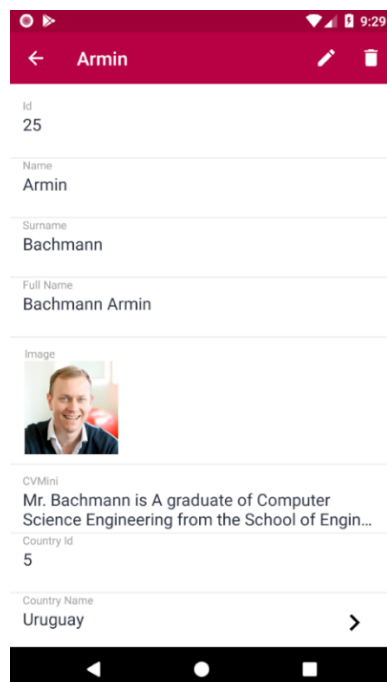 9:29
Armin
Id
25
Name
Armin
Surname
Bachmann
Full Name
Bachmann Armin
Image
CVMini
Mr. Bachmann is A graduate of Computer
Science Engineering from the School of Engin...
Country Id
5
Country Name
Uruguay